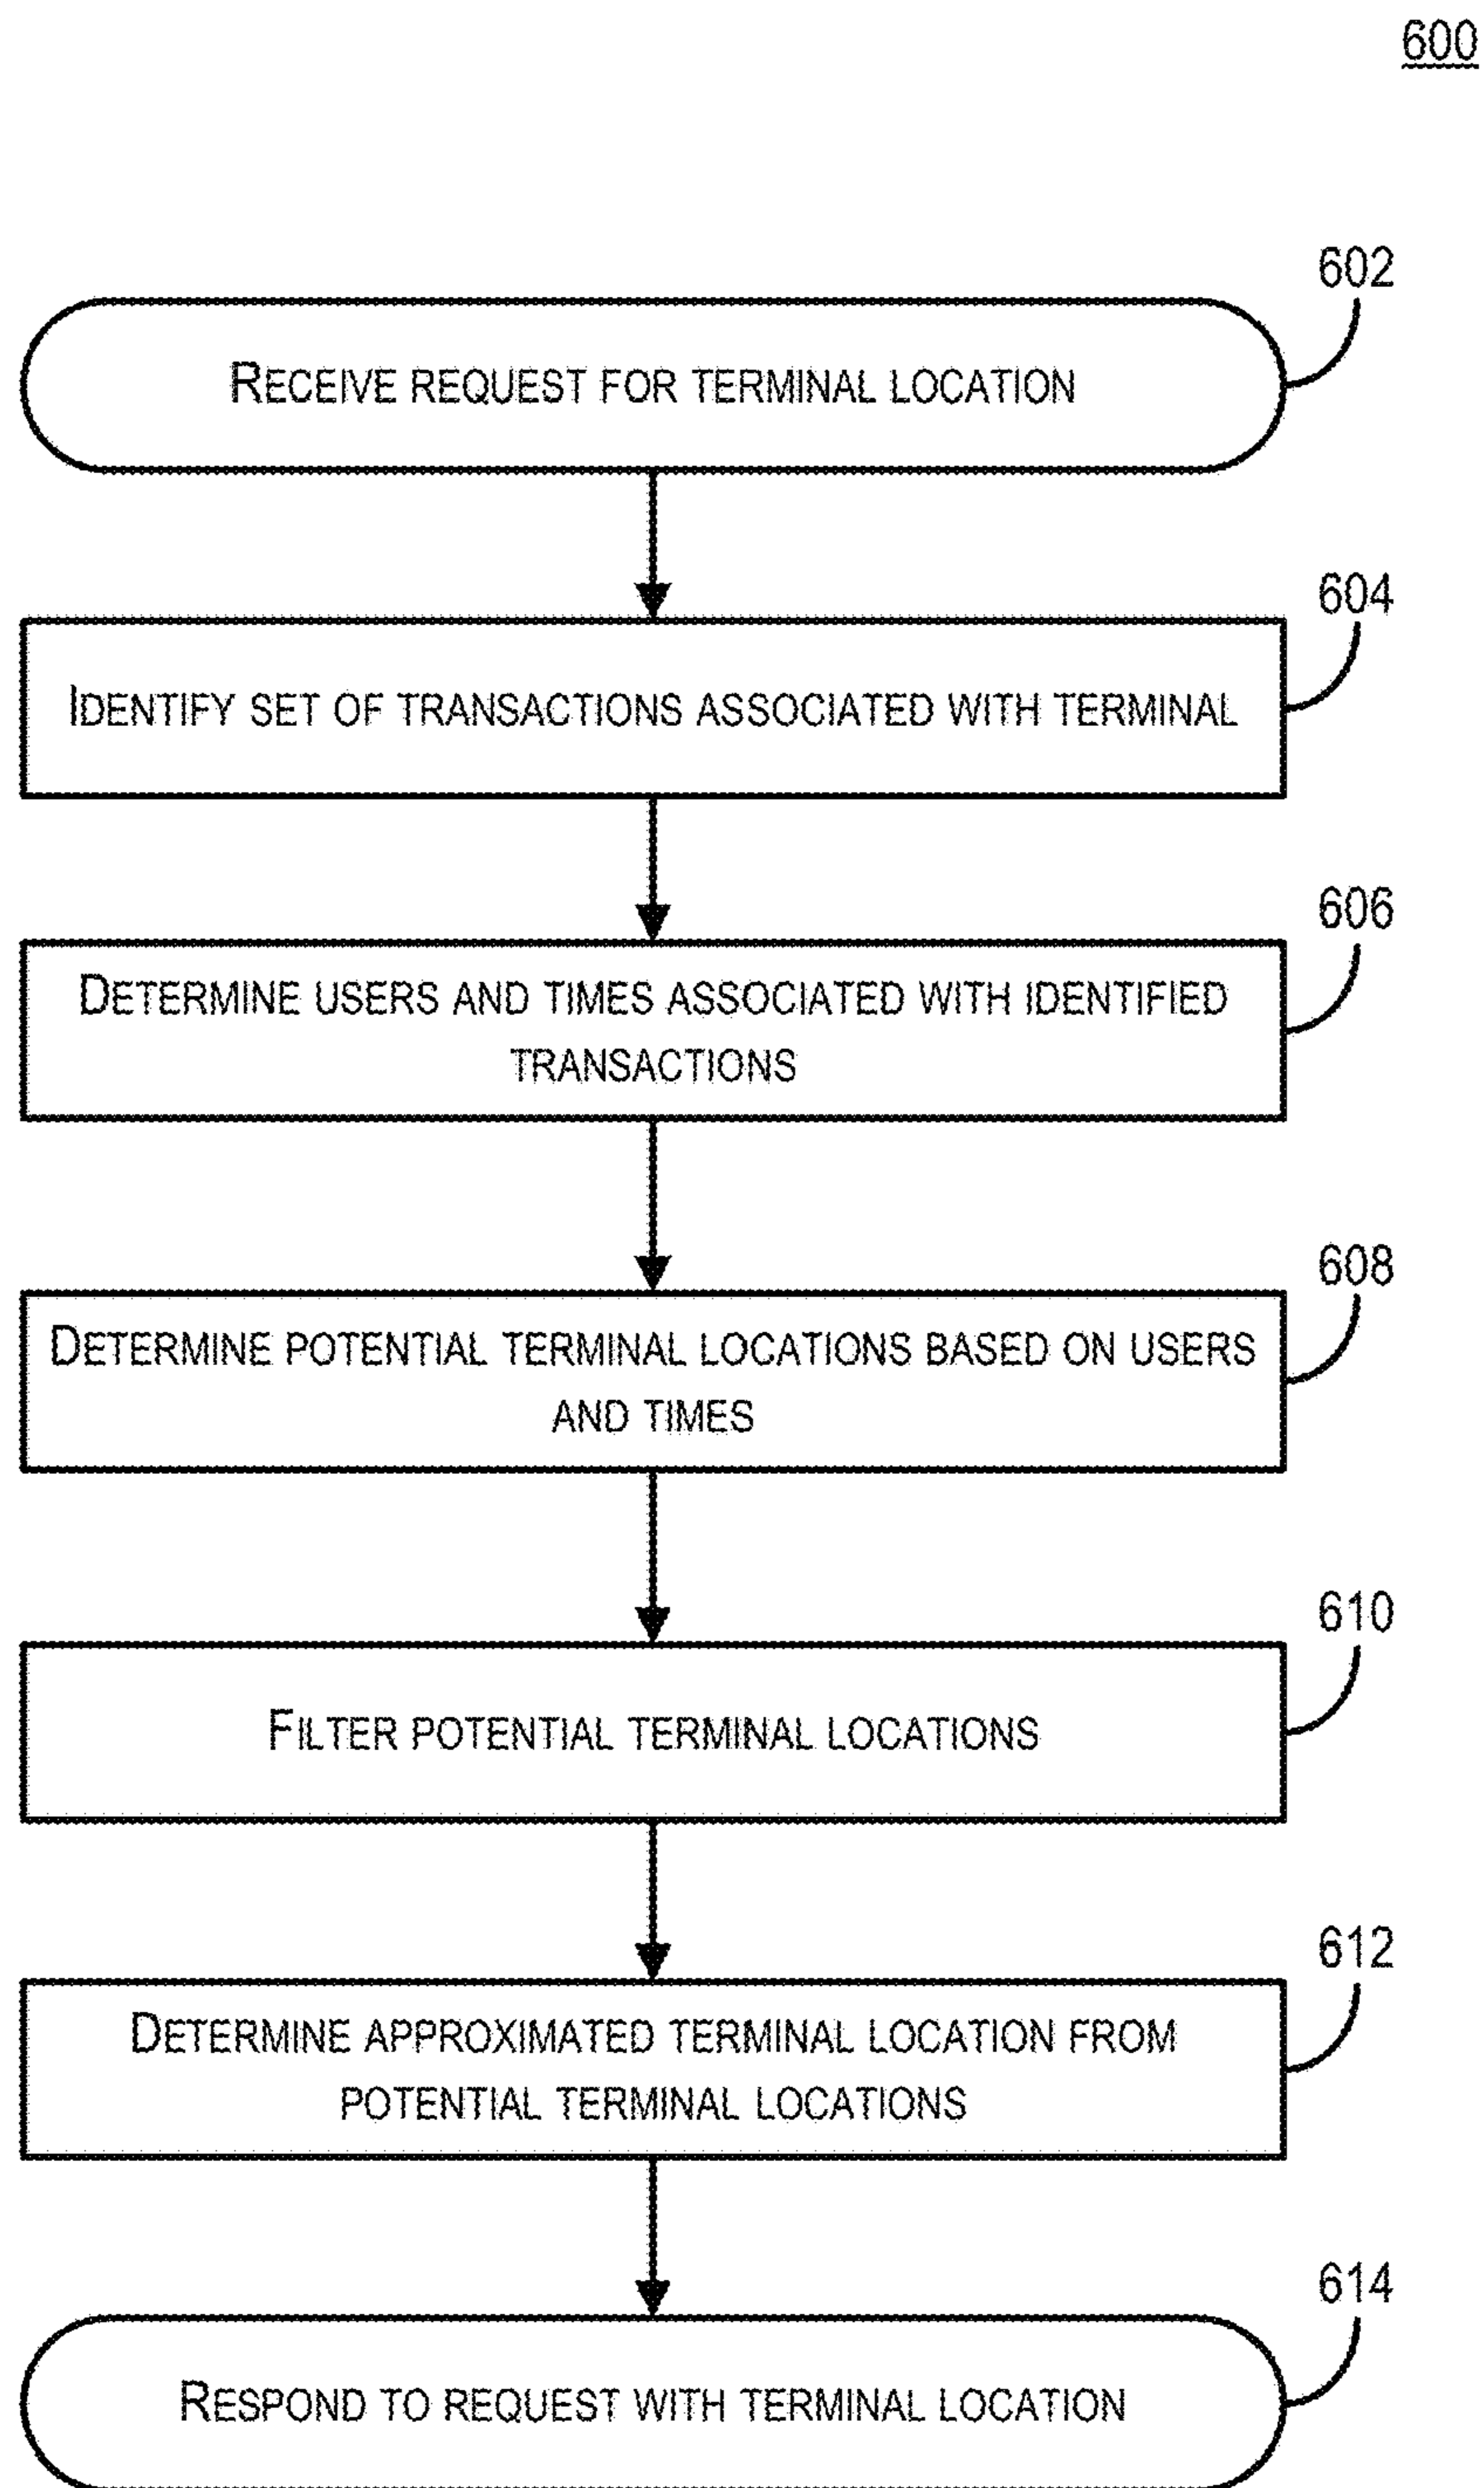 600
602
RECEIVE REQUEST FOR TERMINAL LOCATION
604
IDENTIFY SET OF TRANSACTIONS ASSOCIATED WITH TERMINAL
606
DETERMINE USERS AND TIMES ASSOCIATED WITH IDENTIFIED
TRANSACTIONS
608
DETERMINE POTENTIAL TERMINAL LOCATIONS BASED ON USERS
AND TIMES
610
FILTER POTENTIAL TERMINAL LOCATIONS
612
DETERMINE APPROXIMATED TERMINAL LOCATION FROM
POTENTIAL TERMINAL LOCATIONS
614
RESPOND TO REQUEST WITH TERMINAL LOCATION